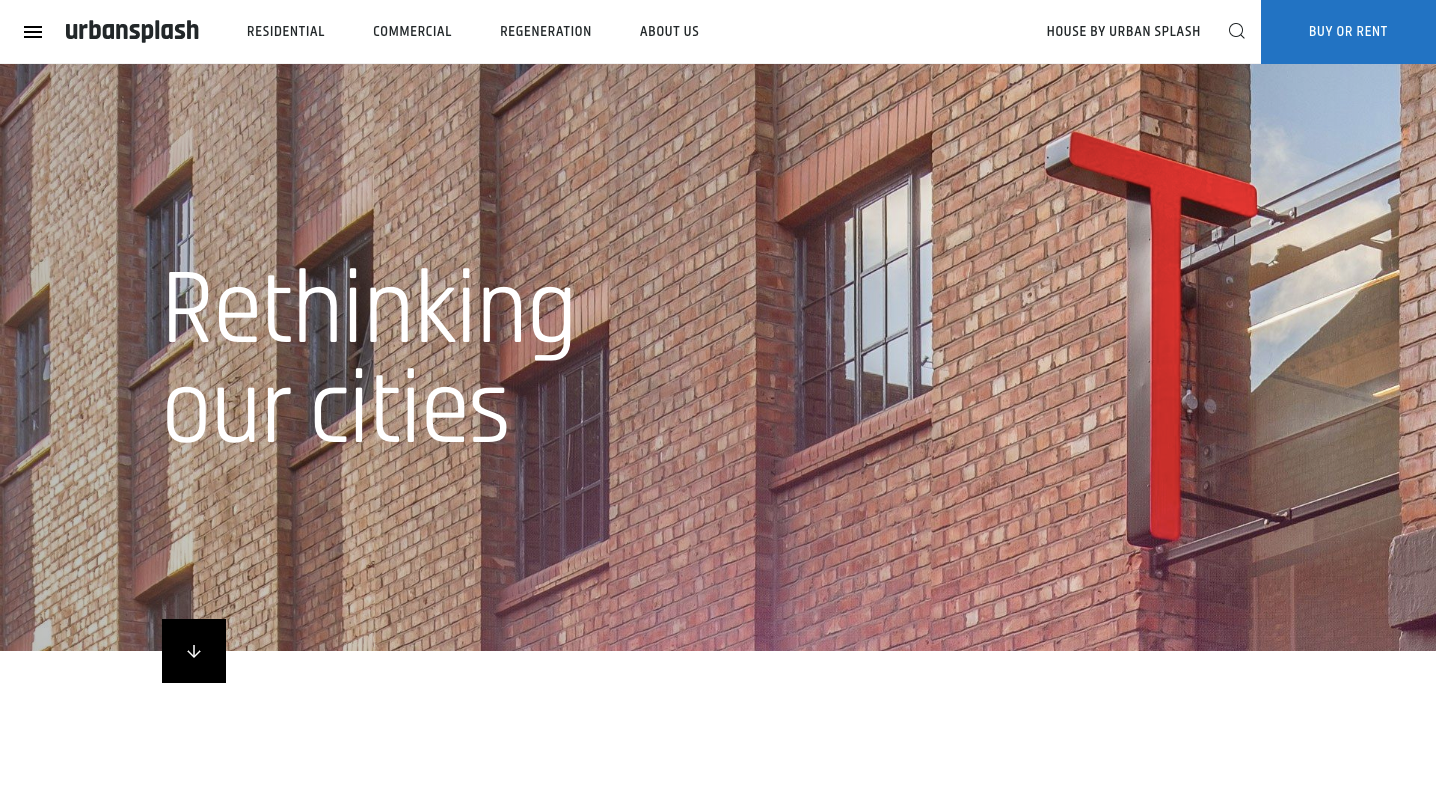 urbansplash
RESIDENTIAL
COMMERCIAL
REGENERATION
ABOUT US
HOUSE BY URBAN SPLASH
BUY OR RENT
Rethinking
our cities
T